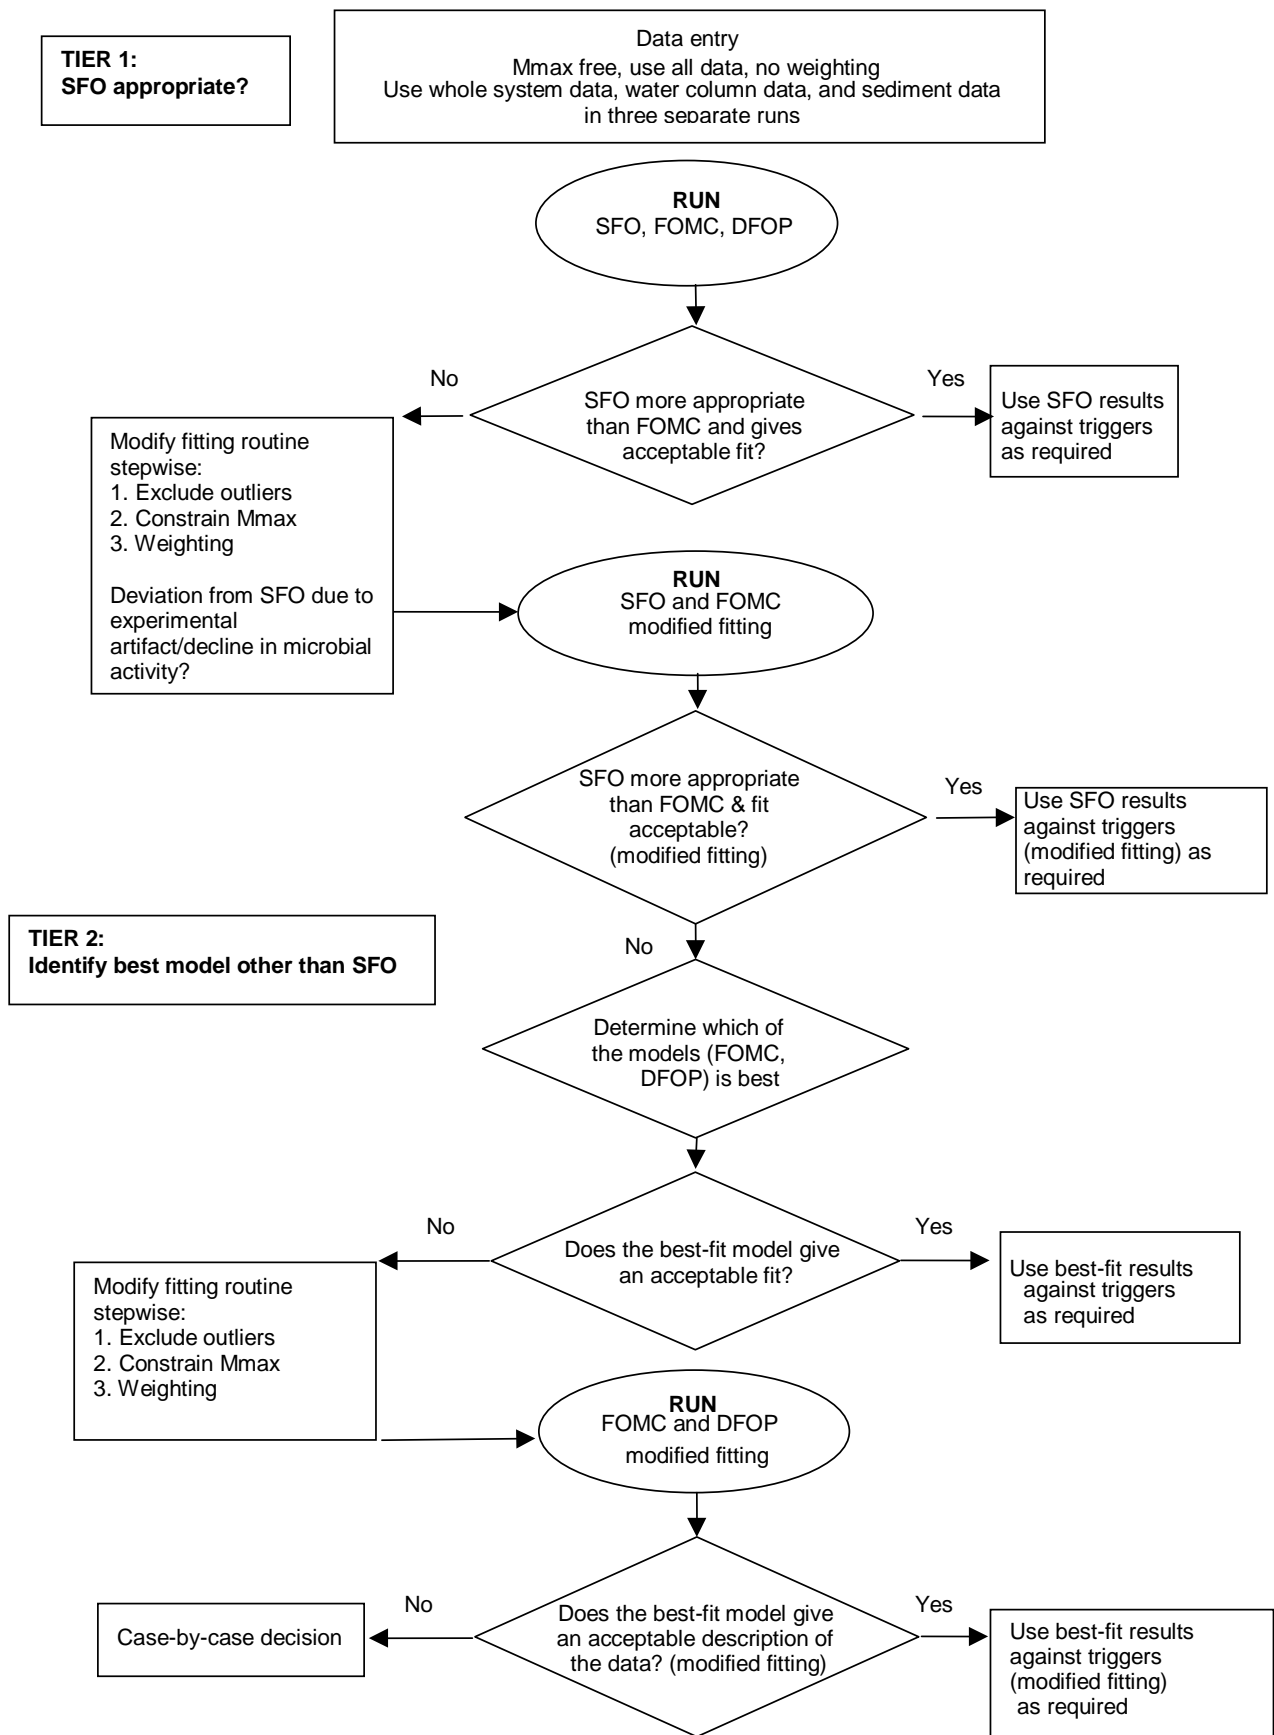 TIER 1:
SFO appropriate?
Data entry
Mmax free, use all data, no weighting
Use whole system data, water column data, and sediment data
in three separate runs
RUN
SFO, FOMC, DFOP
No
Yes
SFO more appropriate
than FOMC and gives
acceptable fit?
Use SFO results
against triggers
as required
Modify fitting routine
stepwise:
1. Exclude outliers
2. Constrain Mmax
3. Weighting
Deviation from SFO due to
experimental
artifact/decline in microbial
activity?
RUN
SFO and FOMC
modified fitting
SFO more appropriate
than FOMC & fit
acceptable?
(modified fitting)
Yes
Use SFO results
against triggers
(modified fitting) as
required
TIER 2:
Identify best model other than SFO
No
Determine which of
the models (FOMC,
DFOP) is best
No
Yes
Does the best-fit model give
an acceptable fit?
Use best-fit results
against triggers
as required
Modify fitting routine
stepwise:
1. Exclude outliers
2. Constrain Mmax
3. Weighting
RUN
FOMC and DFOP
modified fitting
No
Yes
Case-by-case decision
Does the best-fit model give
an acceptable description of
the data? (modified fitting)
Use best-fit results
against triggers
(modified fitting)
as required